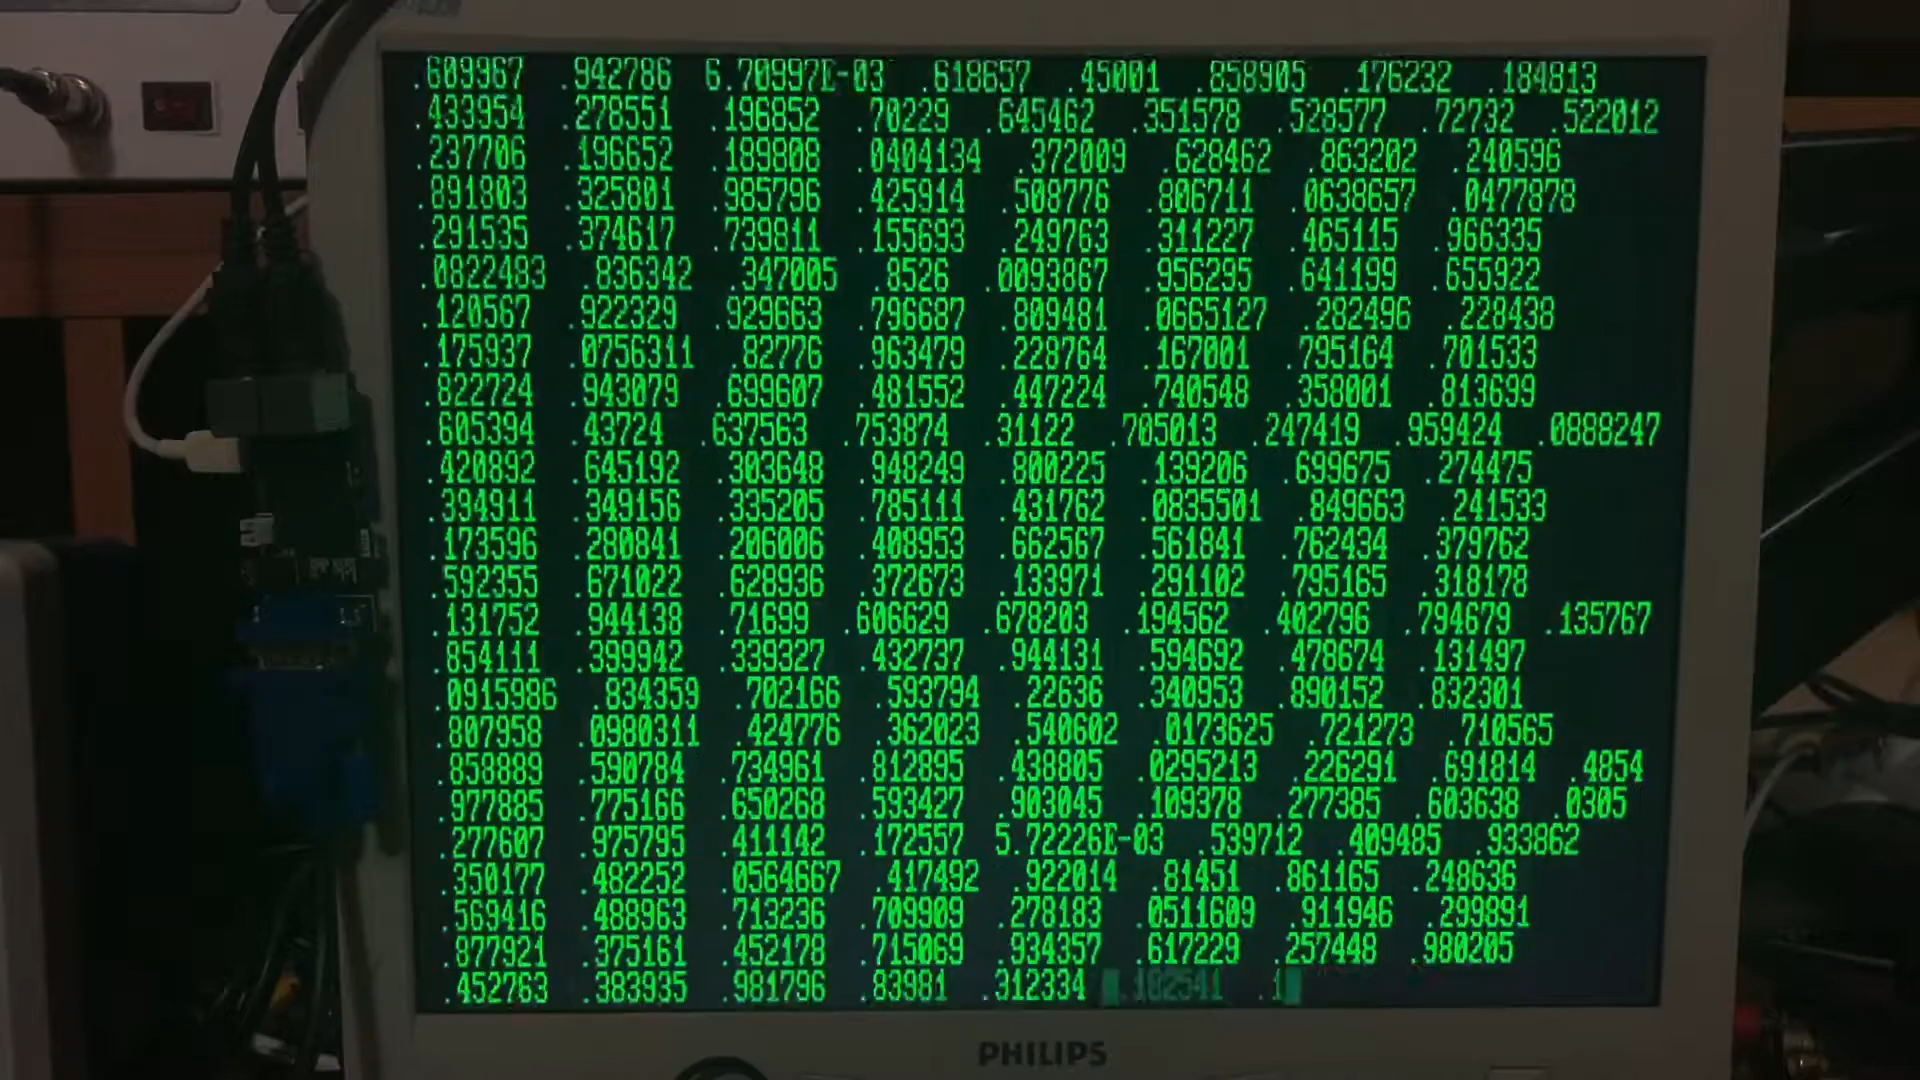 .609967 .942786 6.70997E-03 .618657 .45001 .858905 .176232 .184813
.433954 .278551 .196852 .70229 .645462 .351578 .528577 .72732 .522012
.237706 .196652 .189808 .0404134 .372009 .628462 .863202 .240596
.891803 .325801 .985796 .425914 .508776 .806711 .0638657 .0477878
.291535 .374617 .739811 .155693 .249763 .311227 .465115 .966335
.0822483 .836342 .347005 .8526 .0093867 .956295 .641199 .655922
.120567 .922329 .929663 .796687 .809481 .0665127 .282496 .228438
.175937 .0756311 .82776 .963479 .228764 .167001 .795164 .701533
.822724 .943079 .699607 .481552 .447224 .740548 .358001 .813699
.605394 .43724 .637563 .753874 .31122 .705013 .247419 .959424 .0888247
.420892 .645192 .303648 .948249 .800225 .139206 .699675 .274475
.394911 .349156 .335205 .785111 .431762 .0835501 .849663 .241533
.173596 .280841 .206006 .408953 .662567 .561841 .762434 .379762
.592355 .671022 .628936 .372673 .133971 .291102 .795165 .318178
.131752 .944138 .71699 .606629 .678203 .194562 .402796 .794679 .135767
.854111 .399942 .339327 .432737 .944131 .594692 .478674 .131497
.0915986 .834359 .702166 .593794 .22636 .340953 .890152 .832301
.807958 .0980311 .424776 .362023 .540602 .0173625 .721273 .710565
.858889 .590784 .734961 .812895 .438805 .0295213 .226291 .691814 .4854
.977885 .775166 .650268 .593427 .903045 .109378 .277385 .603638 .0305
.277607 .975795 .411142 .172557 5.72226E-03 .539712 .409485 .933862
.350177 .482252 .0564667 .417492 .922014 .81451 .861165 .248636
.569416 .488963 .713236 .709909 .278183 .0511609 .911946 .299891
.877921 .375161 .452178 .715069 .934357 .617229 .257448 .980205
.452763 .383935 .981796 .83981 .312334 .102541 .1
PHILIPS